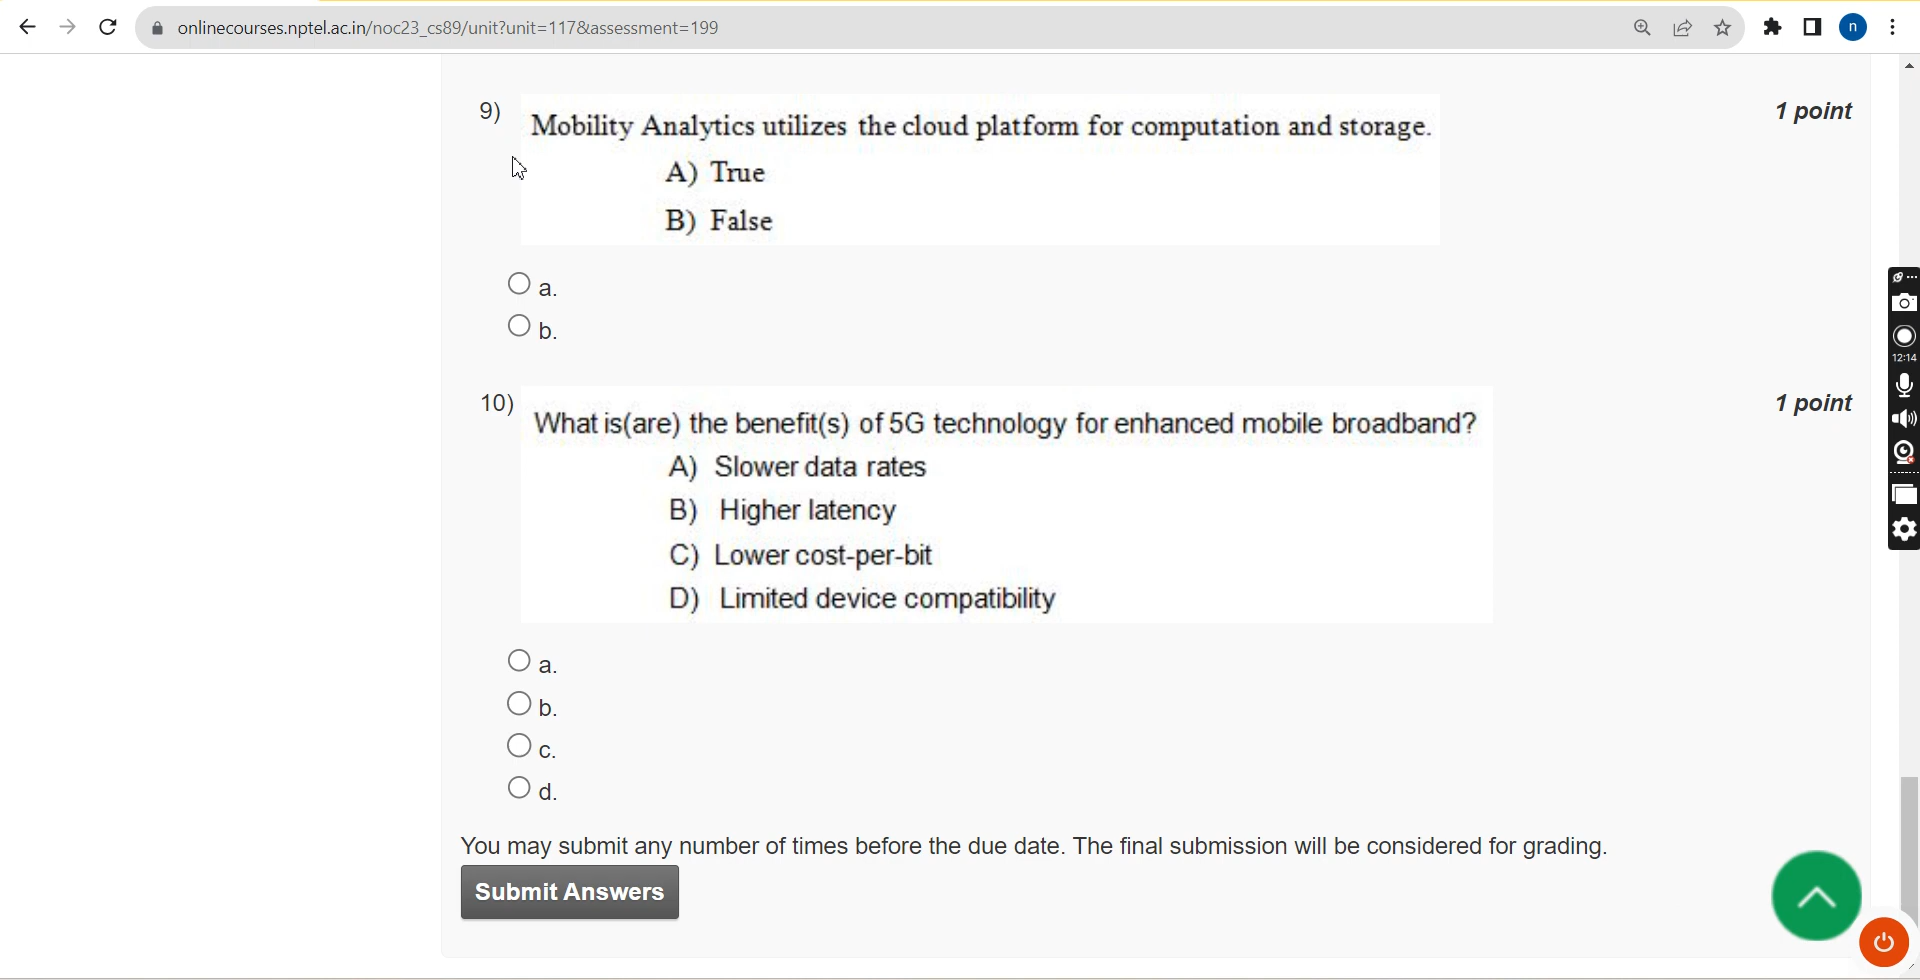 onlinecourses.nptel.ac.in/noc23_cs89/unit?unit=117&assessment=199
n
9)
1 point
Mobility Analytics utilizes the cloud platform for computation and storage.
A) True
B) False
a.
b.
12:14
10)
1 point
What is(are) the benefit(s) of 5G technology for enhanced mobile broadband?
A) Slower data rates
B) Higher latency
C) Lower cost-per-bit
D) Limited device compatibility
a.
b.
c.
d.
You may submit any number of times before the due date. The final submission will be considered for grading.
Submit Answers